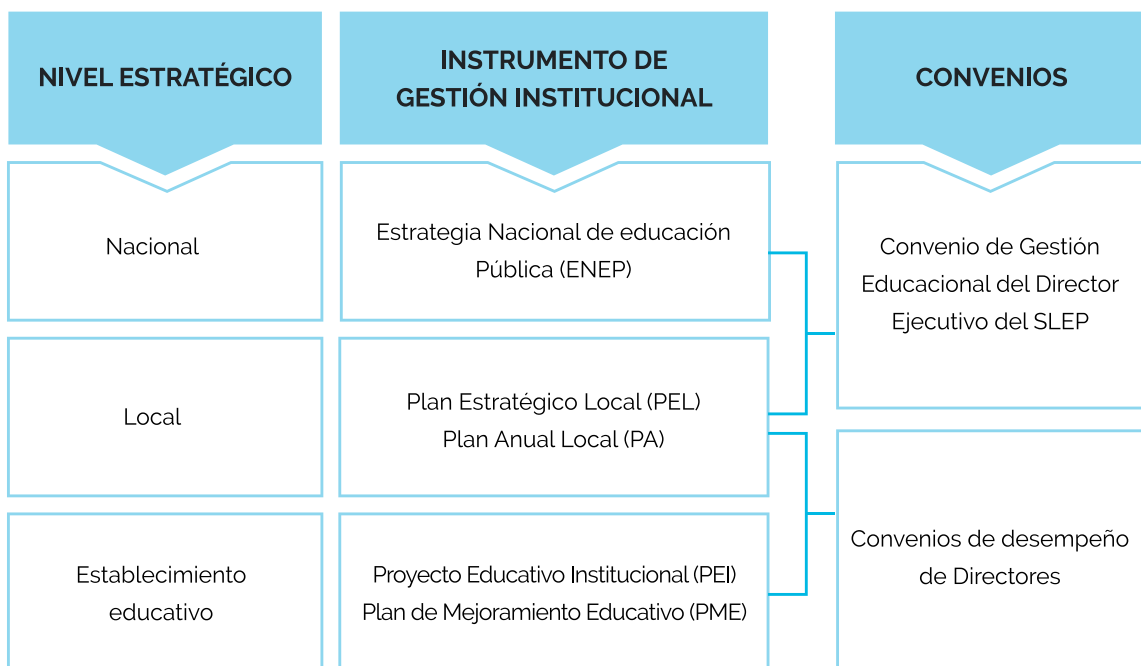 NIVEL ESTRATÉGICO
INSTRUMENTO DE
GESTIÓN INSTITUCIONAL
CONVENIOS
Nacional
Estrategia Nacional de educación
Pública (ENEP)
Convenio de Gestión
Educacional del Director
Ejecutivo del SLEP
Local
Plan Estratégico Local (PEL)
Plan Anual Local (PA)
Establecimiento
educativo
Proyecto Educativo Institucional (PEI)
Plan de Mejoramiento Educativo (PME)
Convenios de desempeño
de Directores